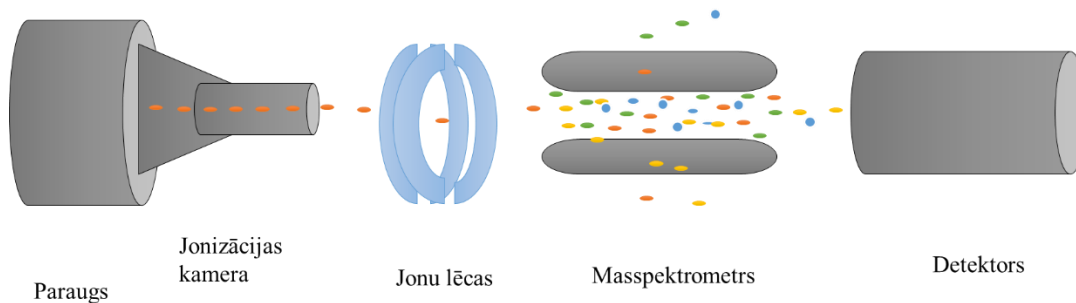 Paraugs
Jonizācijas
kamera
Jonu lēcas
Masspektrometrs
Detektors